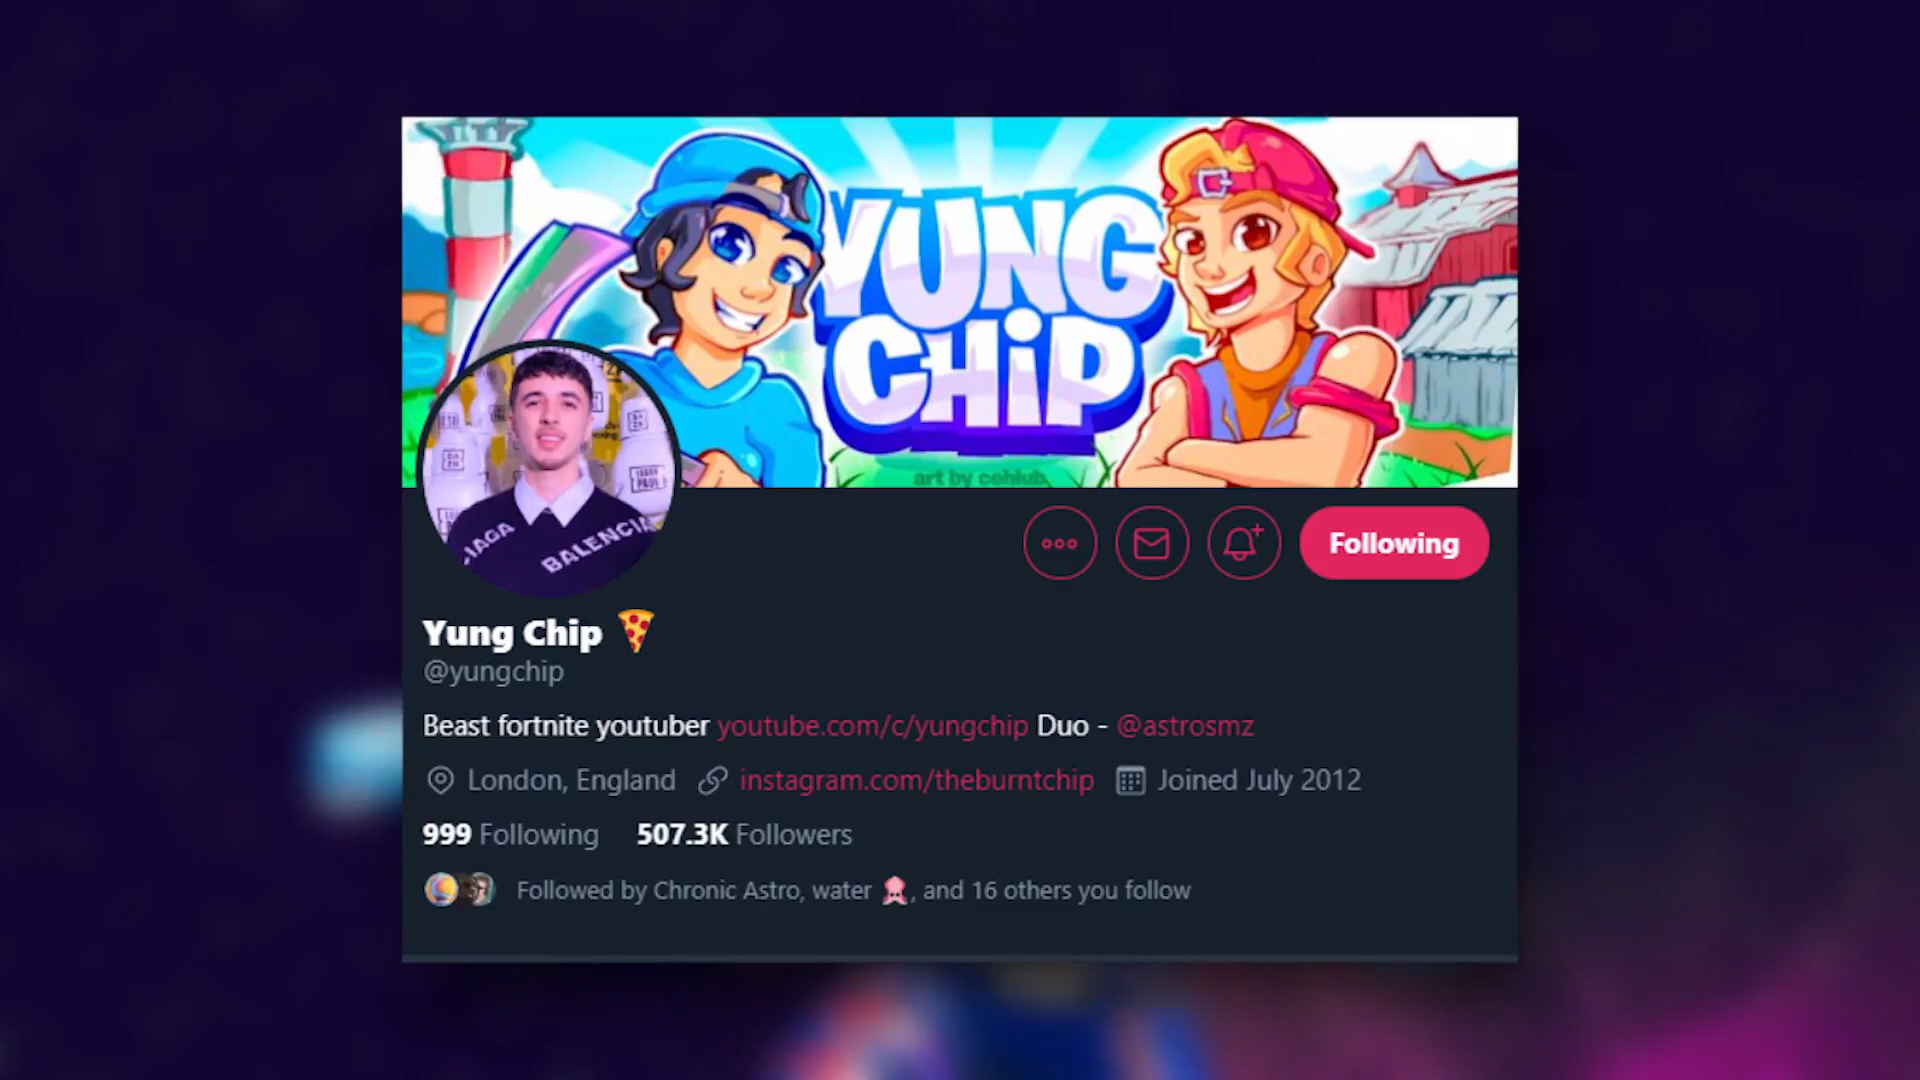 YUNG
CHiP
art by cehlub
BALENCIA
Following
Yung Chip 🍕
@yungchip
Beast fortnite youtuber youtube.com/c/yungchip Duo - @astrosmz
London, England instagram.com/theburntchip Joined July 2012
999 Following 507.3K Followers
Followed by Chronic Astro, water 🦑, and 16 others you follow